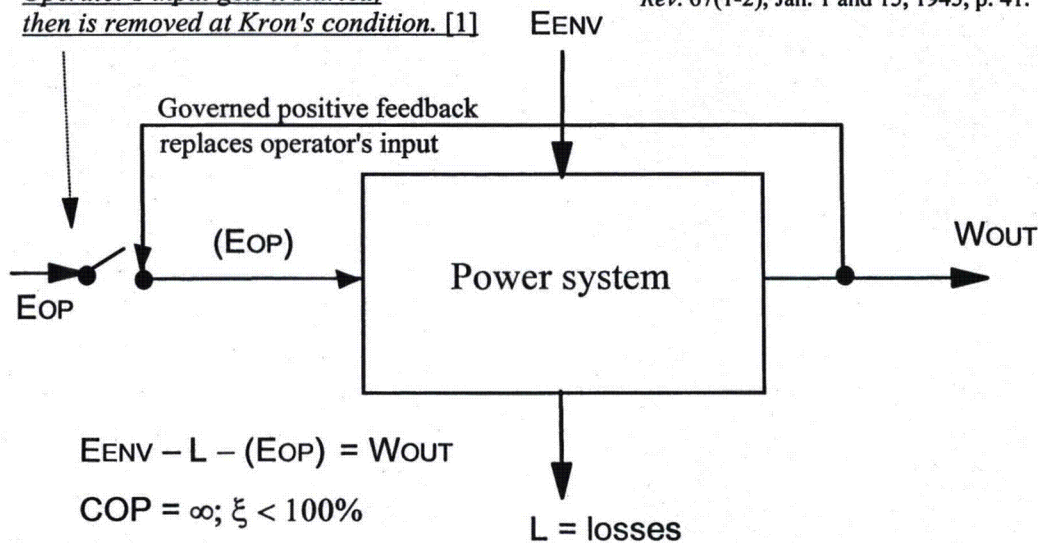 then is removed at Kron's condition. [1]
Rev. 67(1-2), Jan. 1 and 15, 1945, p. 41.
EENV
Governed positive feedback
replaces operator's input
(EOP)
EOP
Power system
WOUT
EENV – L – (EOP) = WOUT
COP = ∞; ξ < 100%
L = losses